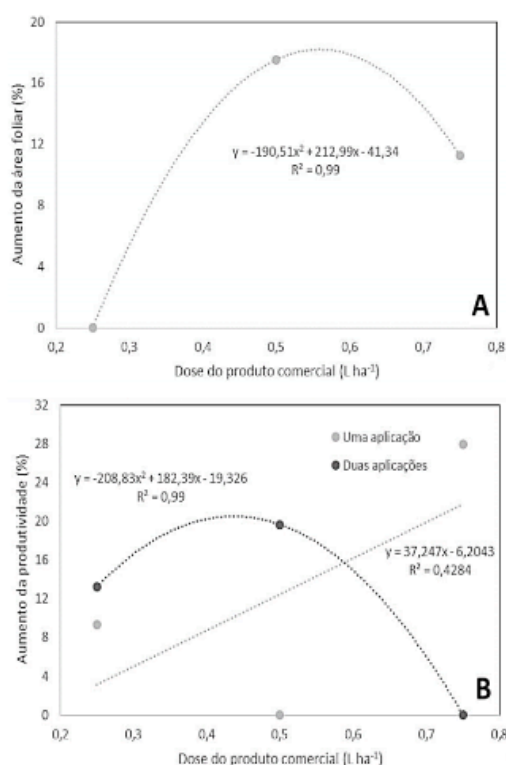 20
16
12
8
4
0
Aumento da área foliar (%)
y = -190,51x² + 212,99x - 41,34
R² = 0,99
A
0,2 0,3 0,4 0,5 0,6 0,7 0,8
Dose do produto comercial (L ha⁻¹)
32
28
24
20
16
12
8
4
0
Aumento da produtividade (%)
Uma aplicação
Duas aplicações
y = -208,83x² + 182,39x - 19,326
R² = 0,99
y = 37,247x - 6,2043
R² = 0,4284
B
0,2 0,3 0,4 0,5 0,6 0,7 0,8
Dose do produto comercial (L ha⁻¹)